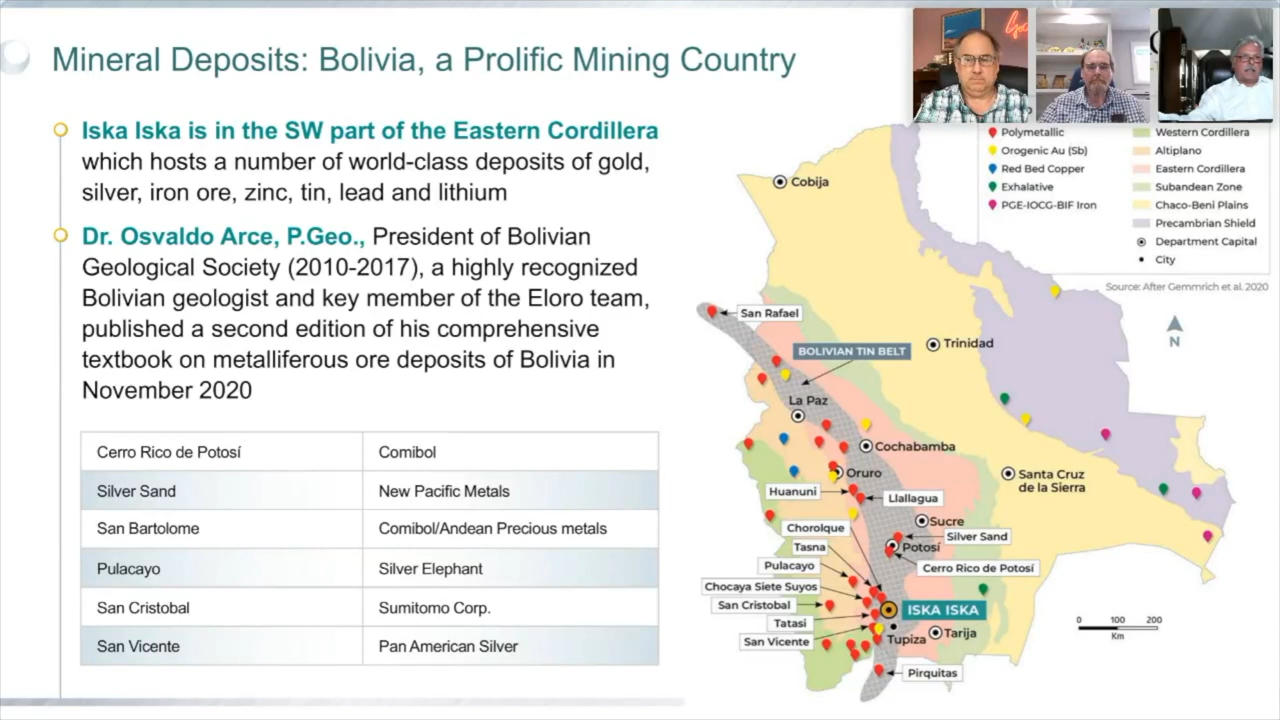 Mineral Deposits: Bolivia, a Prolific Mining Country
Iska Iska is in the SW part of the Eastern Cordillera
which hosts a number of world-class deposits of gold,
silver, iron ore, zinc, tin, lead and lithium
Dr. Osvaldo Arce, P.Geo., President of Bolivian
Geological Society (2010-2017), a highly recognized
Bolivian geologist and key member of the Eloro team,
published a second edition of his comprehensive
textbook on metalliferous ore deposits of Bolivia in
November 2020
Cerro Rico de Potosí Comibol
Silver Sand New Pacific Metals
San Bartolome Comibol/Andean Precious metals
Pulacayo Silver Elephant
San Cristobal Sumitomo Corp.
San Vicente Pan American Silver
Polymetallic
Orogenic Au (Sb)
Red Bed Copper
Exhalative
PGE-IOCG-BIF Iron
Western Cordillera
Altiplano
Eastern Cordillera
Subandean Zone
Chaco-Beni Plains
Precambrian Shield
Department Capital
City
Source: After Gemmrich et al. 2020
N
Cobija
San Rafael
Trinidad
BOLIVIAN TIN BELT
La Paz
Cochabamba
Oruro
Santa Cruz
de la Sierra
Huanuni
Llallagua
Sucre
Chorolque
Silver Sand
Tasna
Potosí
Pulacayo
Cerro Rico de Potosí
Chocaya Siete Suyos
San Cristobal
ISKA ISKA
Tatasi
San Vicente
Tupiza
Tarija
Pirquitas
0 100 200
Km